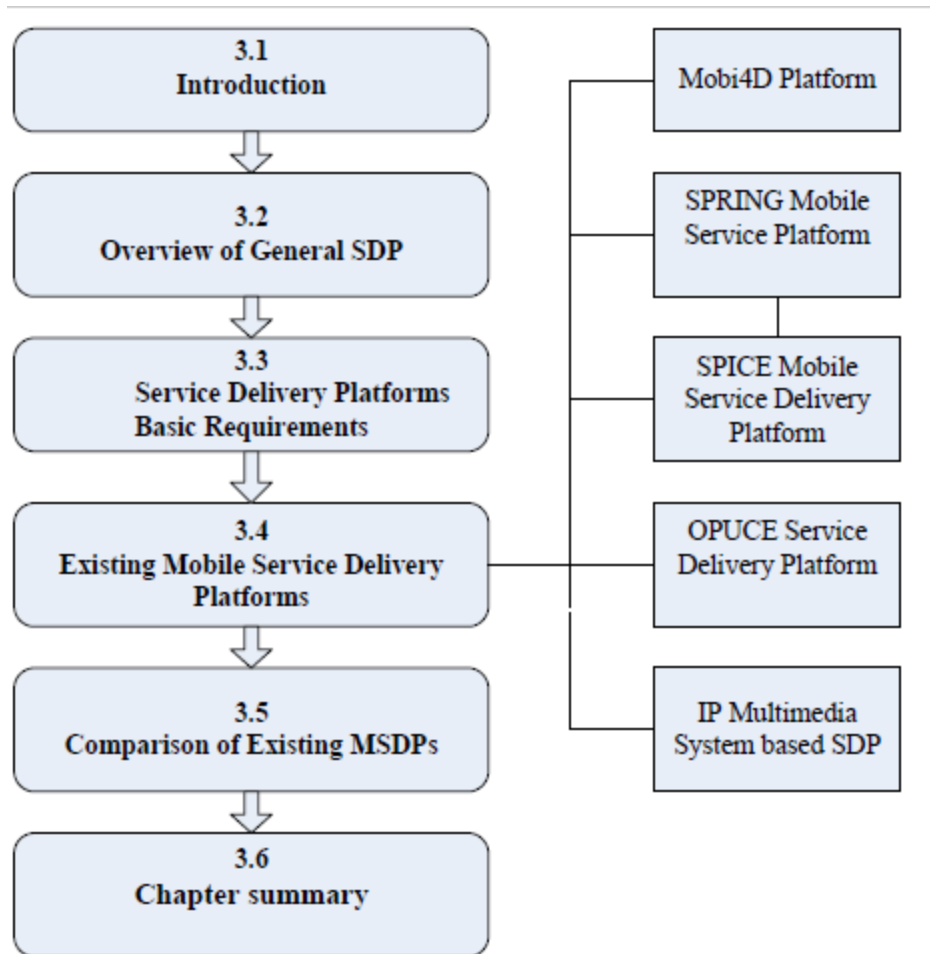 3.1
Introduction
3.2
Overview of General SDP
3.3
Service Delivery Platforms
Basic Requirements
3.4
Existing Mobile Service Delivery
Platforms
3.5
Comparison of Existing MSDPs
3.6
Chapter summary
Mobi4D Platform
SPRING Mobile
Service Platform
SPICE Mobile
Service Delivery
Platform
OPUCE Service
Delivery Platform
IP Multimedia
System based SDP